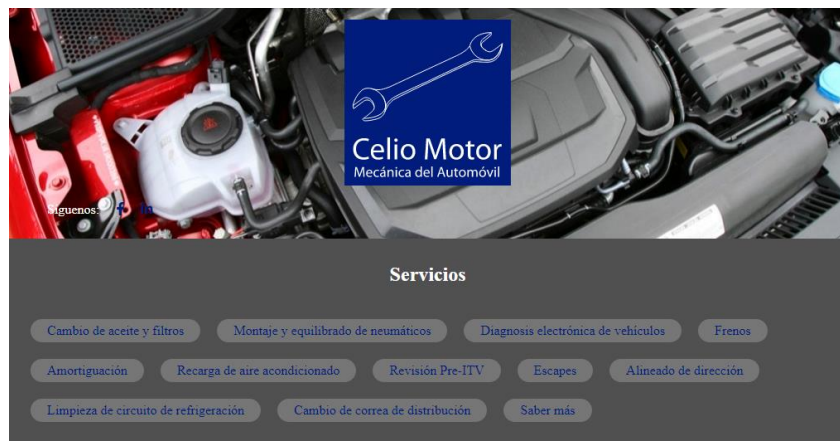 Celio Motor
Mecánica del Automóvil
Síguenos:
Servicios
Cambio de aceite y filtros
Montaje y equilibrado de neumáticos
Diagnosis electrónica de vehículos
Frenos
Amortiguación
Recarga de aire acondicionado
Revisión Pre-ITV
Escapes
Alineado de dirección
Limpieza de circuito de refrigeración
Cambio de correa de distribución
Saber más